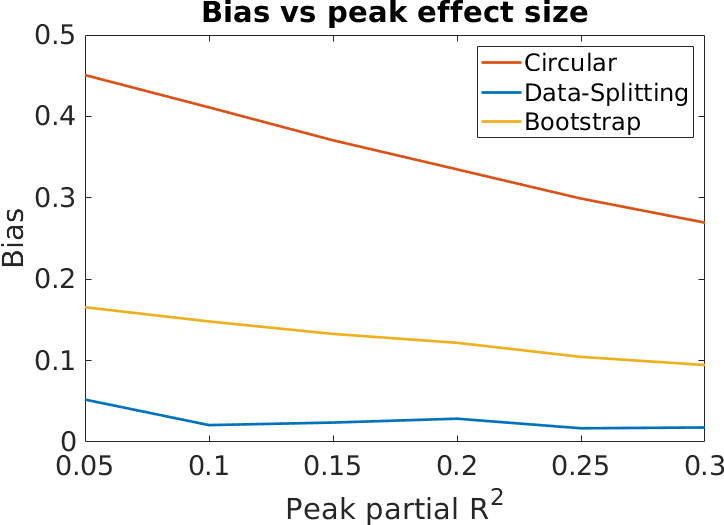 Bias vs peak effect size
0.5
0.4
0.3
0.2
0.1
0
Bias
Circular
Data-Splitting
Bootstrap
0.05 0.1 0.15 0.2 0.25 0.3
Peak partial R²